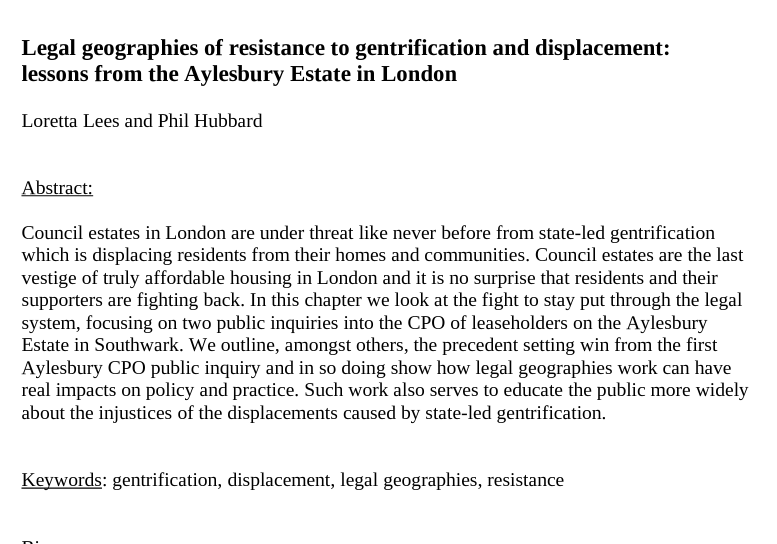 Legal geographies of resistance to gentrification and displacement:
lessons from the Aylesbury Estate in London
Loretta Lees and Phil Hubbard
Abstract:
Council estates in London are under threat like never before from state-led gentrification
which is displacing residents from their homes and communities. Council estates are the last
vestige of truly affordable housing in London and it is no surprise that residents and their
supporters are fighting back. In this chapter we look at the fight to stay put through the legal
system, focusing on two public inquiries into the CPO of leaseholders on the Aylesbury
Estate in Southwark. We outline, amongst others, the precedent setting win from the first
Aylesbury CPO public inquiry and in so doing show how legal geographies work can have
real impacts on policy and practice. Such work also serves to educate the public more widely
about the injustices of the displacements caused by state-led gentrification.
Keywords: gentrification, displacement, legal geographies, resistance